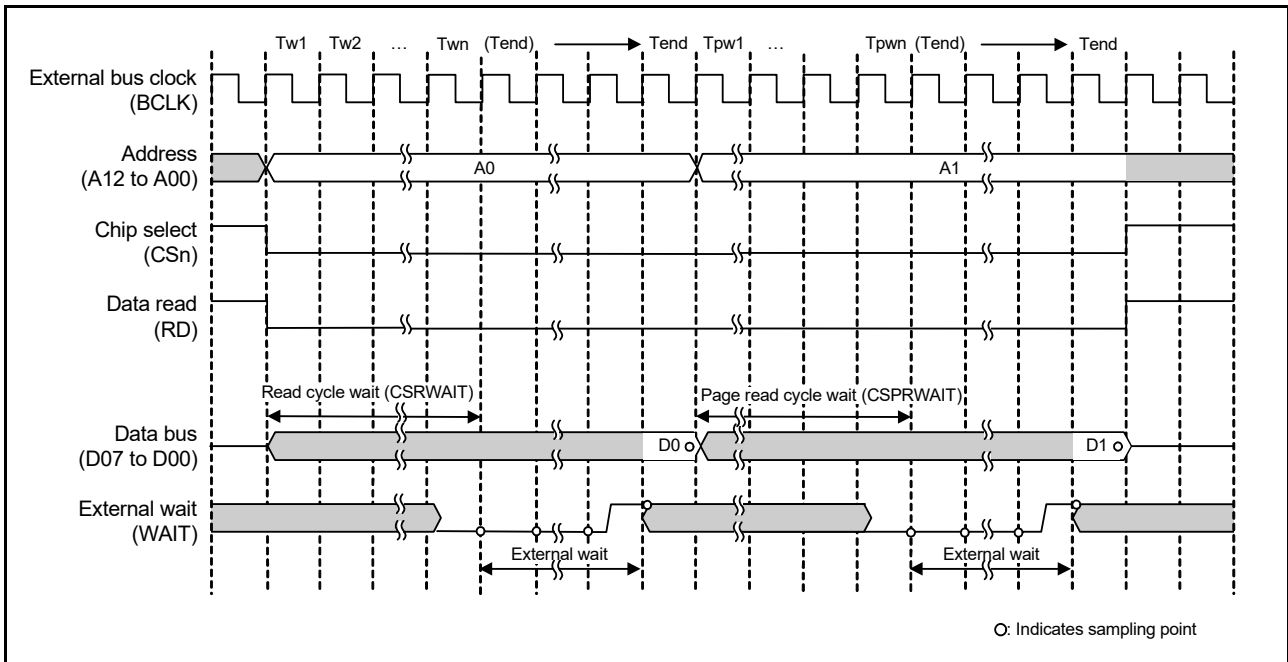 Tw1 Tw2 … Twn (Tend) Tend Tpw1 … Tpwn (Tend) Tend
External bus clock
(BCLK)
Address
(A12 to A00)
A0 A1
Chip select
(CSn)
Data read
(RD)
Read cycle wait (CSRWAIT) Page read cycle wait (CSPRWAIT)
Data bus
(D07 to D00)
D0 D1
External wait
(WAIT)
External wait External wait
O: Indicates sampling point